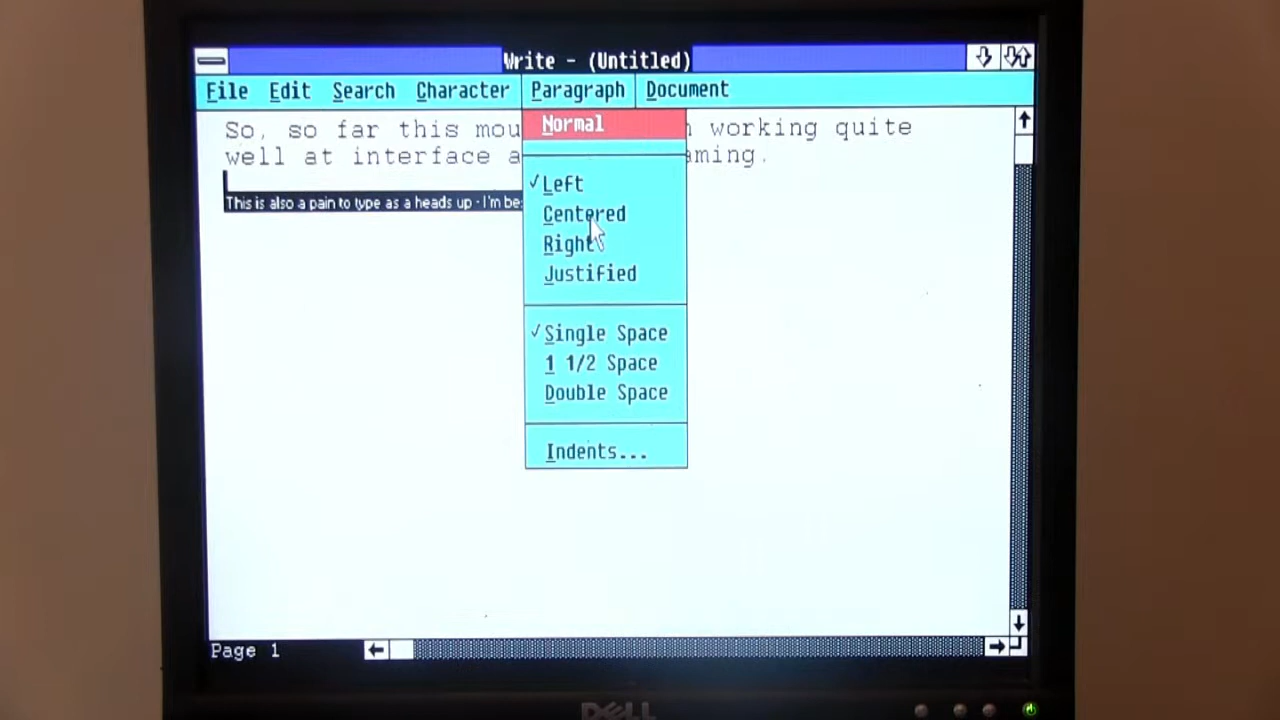 Write - (Untitled)
File Edit Search Character Paragraph Document
So, so far this mou working quite
well at interface a aming.
This is also a pain to type as a heads up - I'm be
Normal
✓Left
Centered
Right
Justified
✓Single Space
1 1/2 Space
Double Space
Indents...
Page 1
DELL